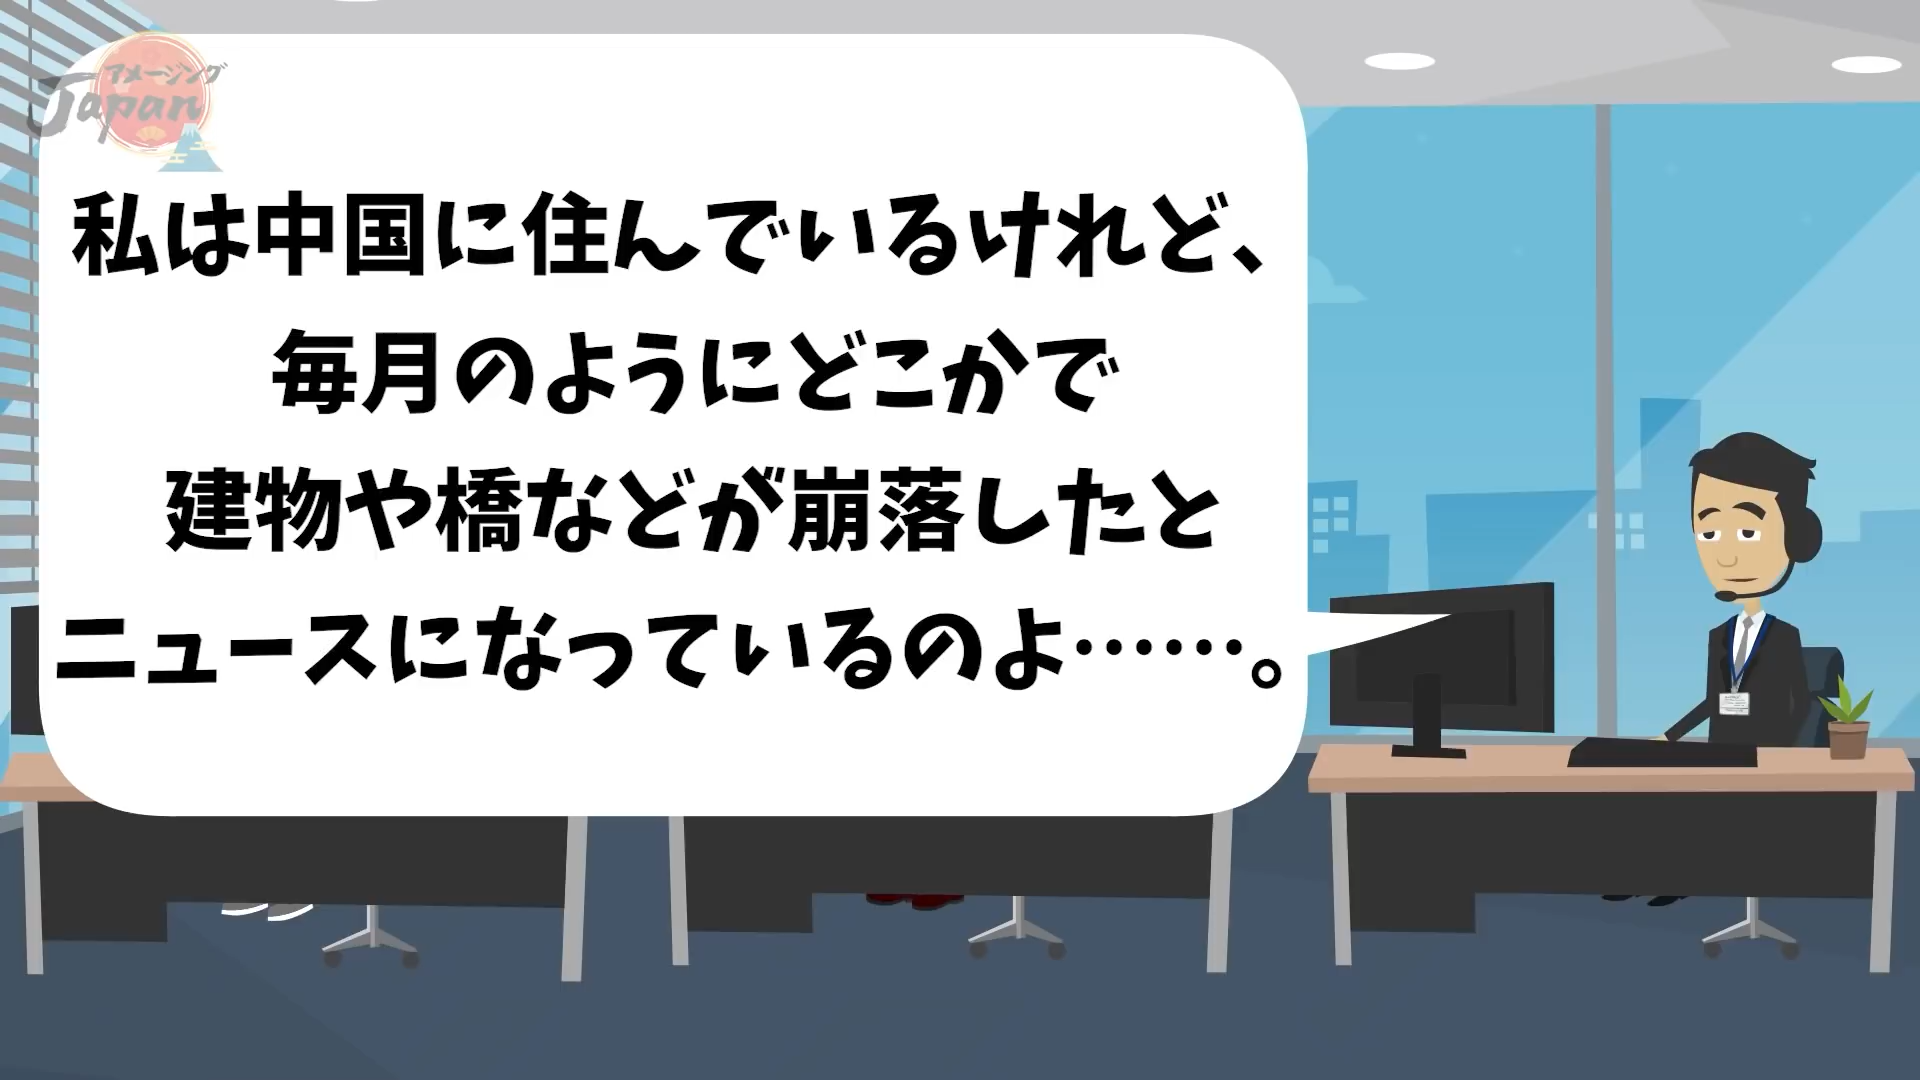 アメージング
Japan
私は中国に住んでいるけれど、
毎月のようにどこかで
建物や橋などが崩落したと
ニュースになっているのよ……。